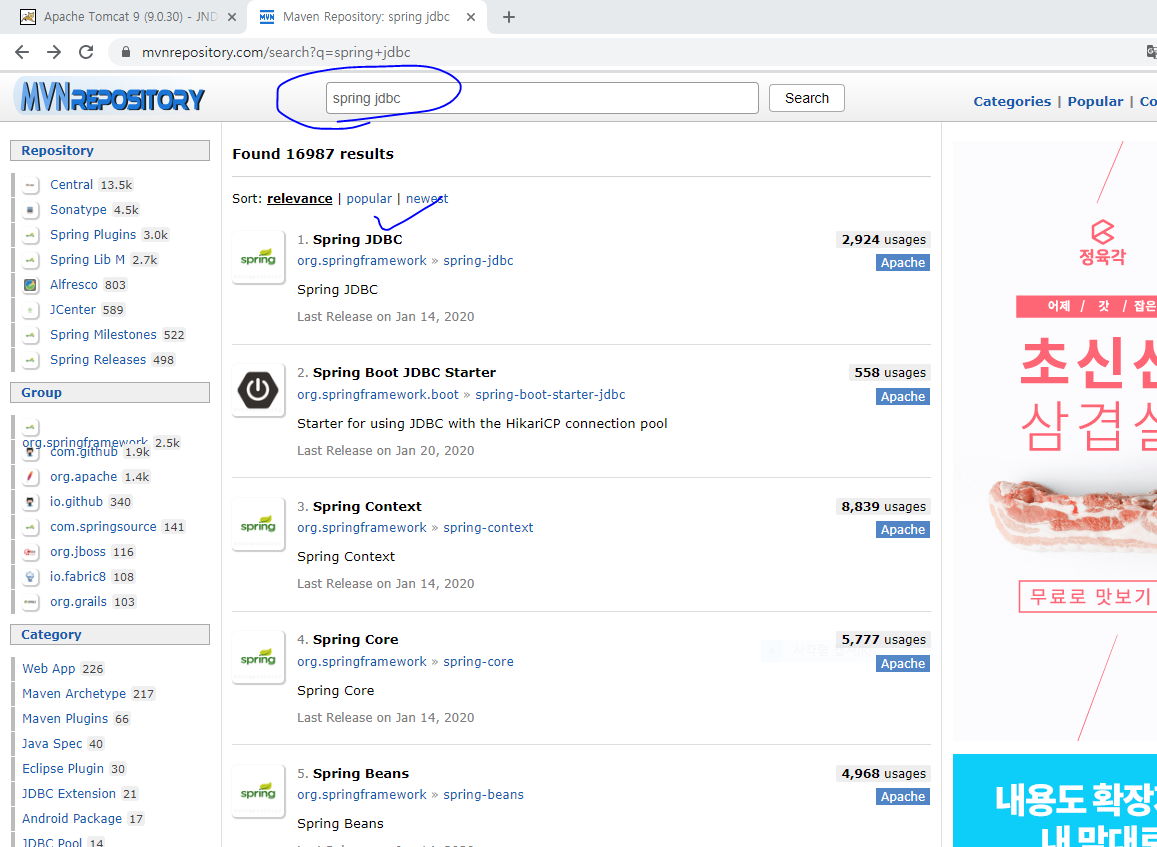 Apache Tomcat 9 (9.0.30) - JND
Maven Repository: spring jdbc
mvnrepository.com/search?q=spring+jdbc
MVNREPOSITORY
spring jdbc
Search
Categories | Popular | Co
Repository
Central 13.5k
Sonatype 4.5k
Spring Plugins 3.0k
Spring Lib M 2.7k
Alfresco 803
JCenter 589
Spring Milestones 522
Spring Releases 498
Group
org.springframework 2.5k
com.github 1.9k
org.apache 1.4k
io.github 340
com.springsource 141
org.jboss 116
io.fabric8 108
org.grails 103
Category
Web App 226
Maven Archetype 217
Maven Plugins 66
Java Spec 40
Eclipse Plugin 30
JDBC Extension 21
Android Package 17
JDBC Pool 14
Found 16987 results
Sort: relevance | popular | newest
spring
1. Spring JDBC
2,924 usages
org.springframework » spring-jdbc
Apache
Spring JDBC
Last Release on Jan 14, 2020
2. Spring Boot JDBC Starter
558 usages
org.springframework.boot » spring-boot-starter-jdbc
Apache
Starter for using JDBC with the HikariCP connection pool
Last Release on Jan 20, 2020
spring
3. Spring Context
8,839 usages
org.springframework » spring-context
Apache
Spring Context
Last Release on Jan 14, 2020
spring
4. Spring Core
5,777 usages
org.springframework » spring-core
Apache
Spring Core
Last Release on Jan 14, 2020
spring
5. Spring Beans
4,968 usages
org.springframework » spring-beans
Apache
Spring Beans
정육각
어제 / 갓 / 잡은
초신선
삼겹살
무료로 맛보기
내용도 확장
내 맘대로